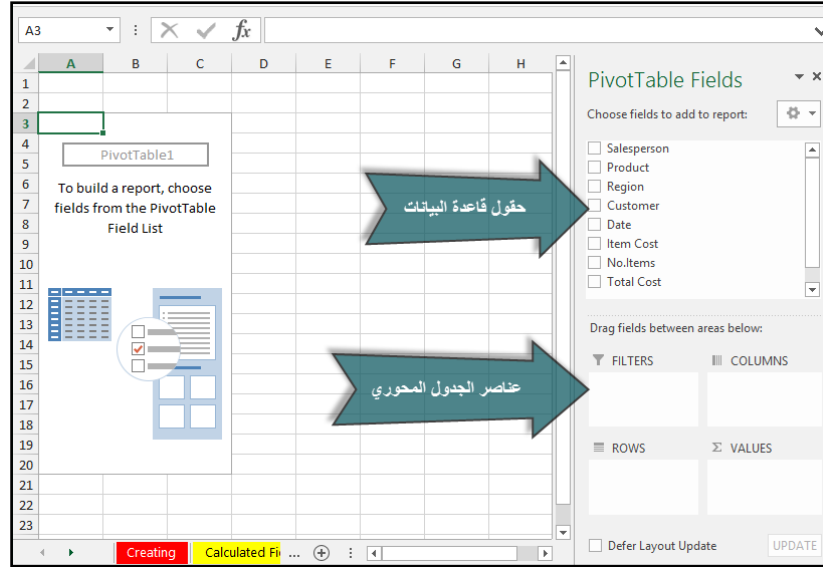 A3
fx
A B C D E F G H
1
2
3
4
5
6
7
8
9
10
11
12
13
14
15
16
17
18
19
20
21
22
23
PivotTable1
To build a report, choose
fields from the PivotTable
Field List
حقول قاعدة البيانات
عناصر الجدول المحوري
PivotTable Fields
Choose fields to add to report:
Salesperson
Product
Region
Customer
Date
Item Cost
No.Items
Total Cost
Drag fields between areas below:
FILTERS
COLUMNS
ROWS
Σ VALUES
Defer Layout Update
UPDATE
Creating
Calculated Fi ...